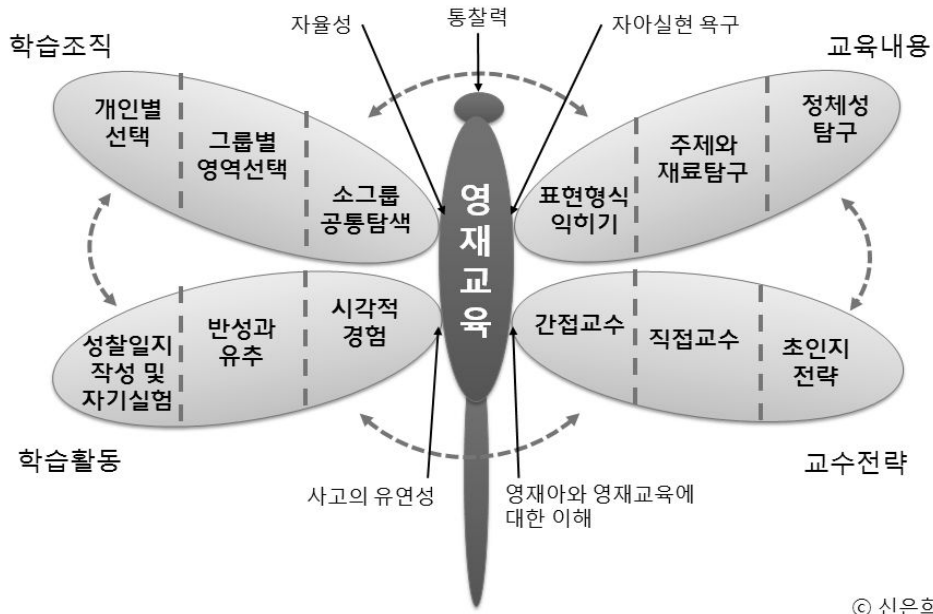 자율성
통찰력
자아실현 욕구
학습조직
교육내용
개인별
선택
그룹별
영역선택
소그룹
공통탐색
표현형식
익히기
주제와
재료탐구
정체성
탐구
영재교육
성찰일지
작성 및
자기실험
반성과
유추
시각적
경험
간접교수
직접교수
초인지
전략
학습활동
교수전략
사고의 유연성
영재아와 영재교육에
대한 이해
ⓒ 신은희